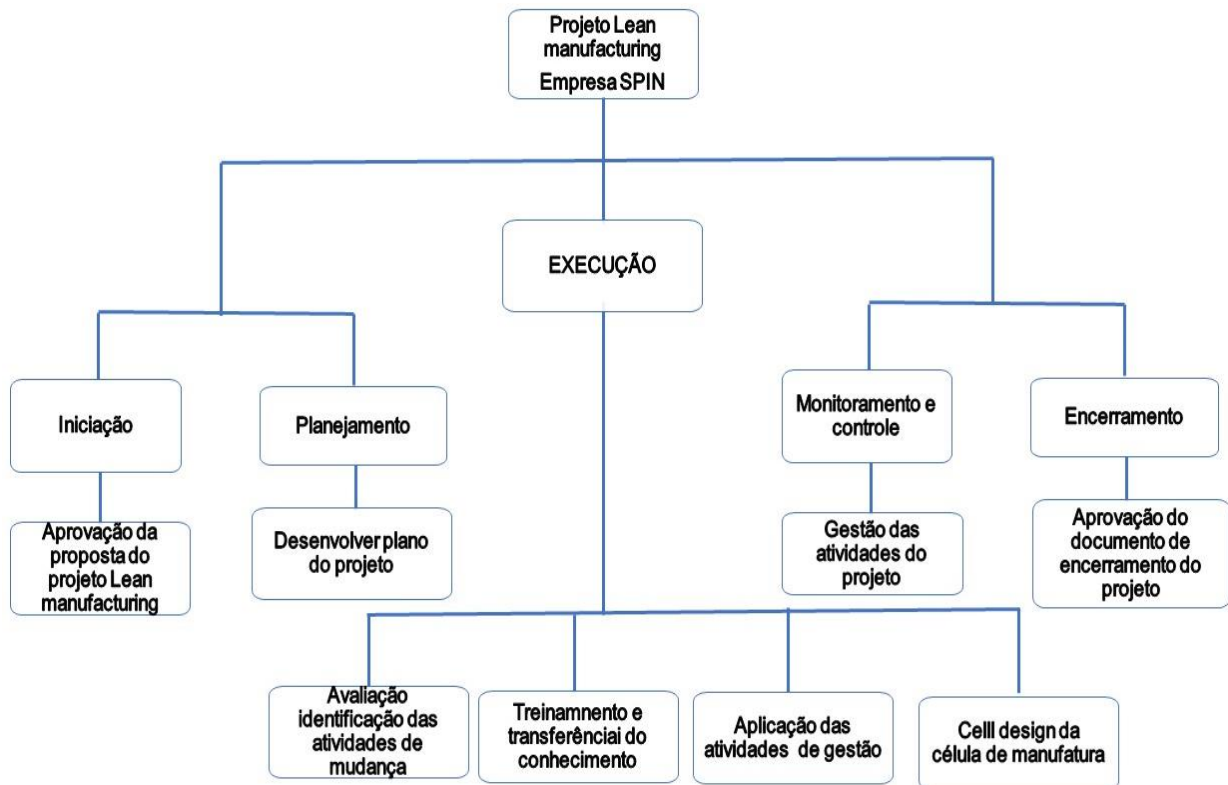 Projeto Lean
manufacturing
Empresa SPIN
EXECUÇÃO
Iniciação
Planejamento
Monitoramento e
controle
Encerramento
Aprovação da
proposta do
projeto Lean
manufacturing
Desenvolver plano
do projeto
Gestão das
atividades do
projeto
Aprovação do
documento de
encerramento do
projeto
Avaliação
identificação das
atividades de
mudança
Treinamnento e
transferênciai do
conhecimento
Aplicação das
atividades de gestão
Celll design da
célula de manufatura